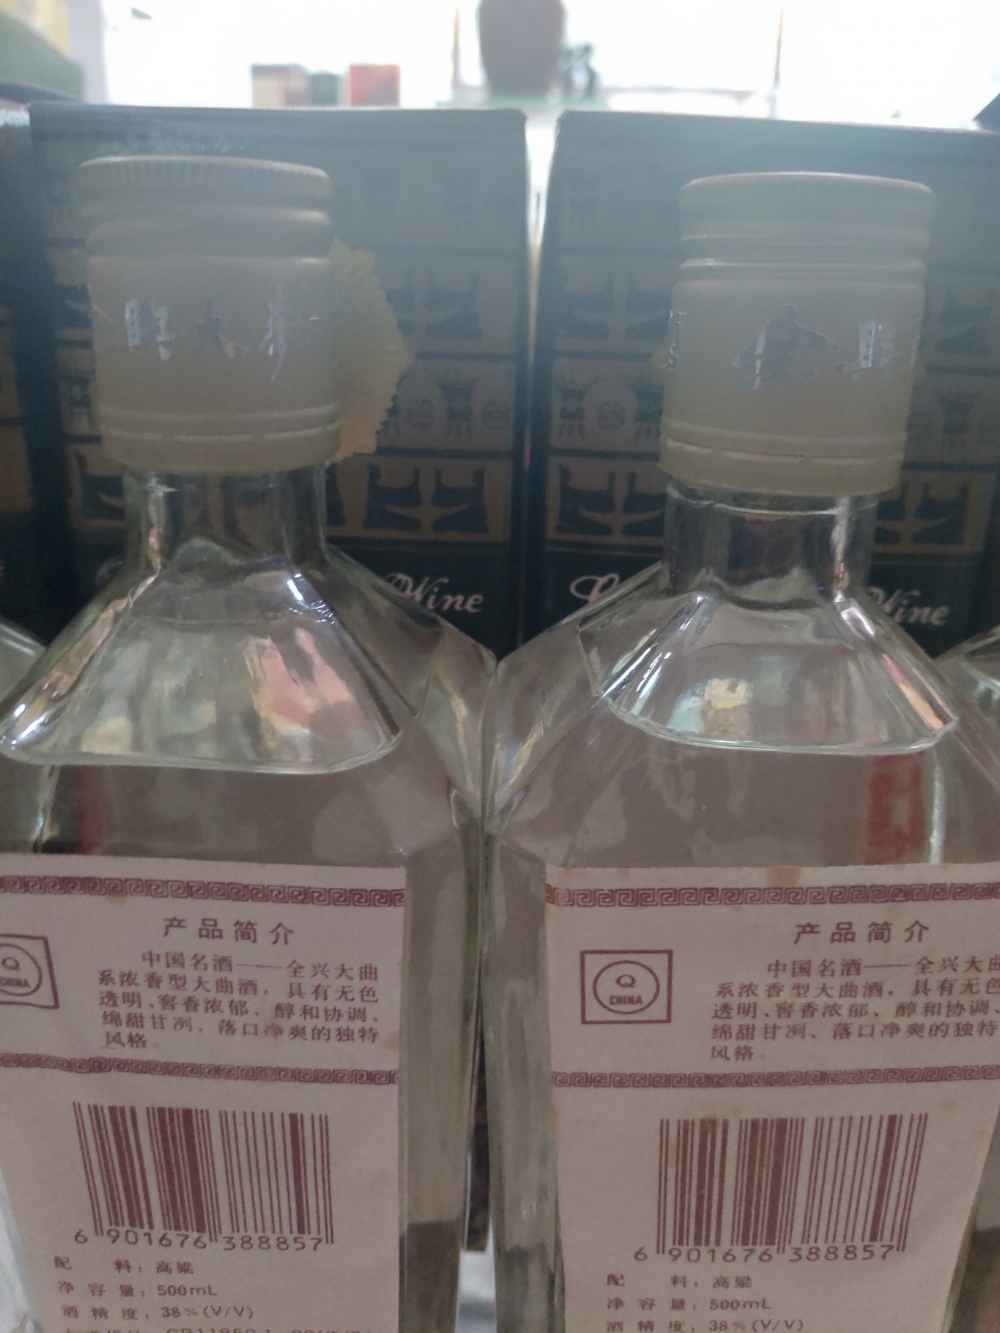 Wine
Wine
产品简介
中国名酒——全兴大曲
系浓香型大曲酒，具有无色
透明、窖香浓郁、醇和协调、
绵甜甘冽、落口净爽的独特
风格。
Q
CHINA
6 901676 388857
配 料：高粱
净 容 量：500mL
酒 精 度：38%(V/V)
产品简介
中国名酒——全兴大曲
系浓香型大曲酒，具有无色
透明、窖香浓郁、醇和协调、
绵甜甘冽、落口净爽的独特
风格。
Q
CHINA
6 901676 388857
配 料：高粱
净 容 量：500mL
酒 精 度：38%(V/V)